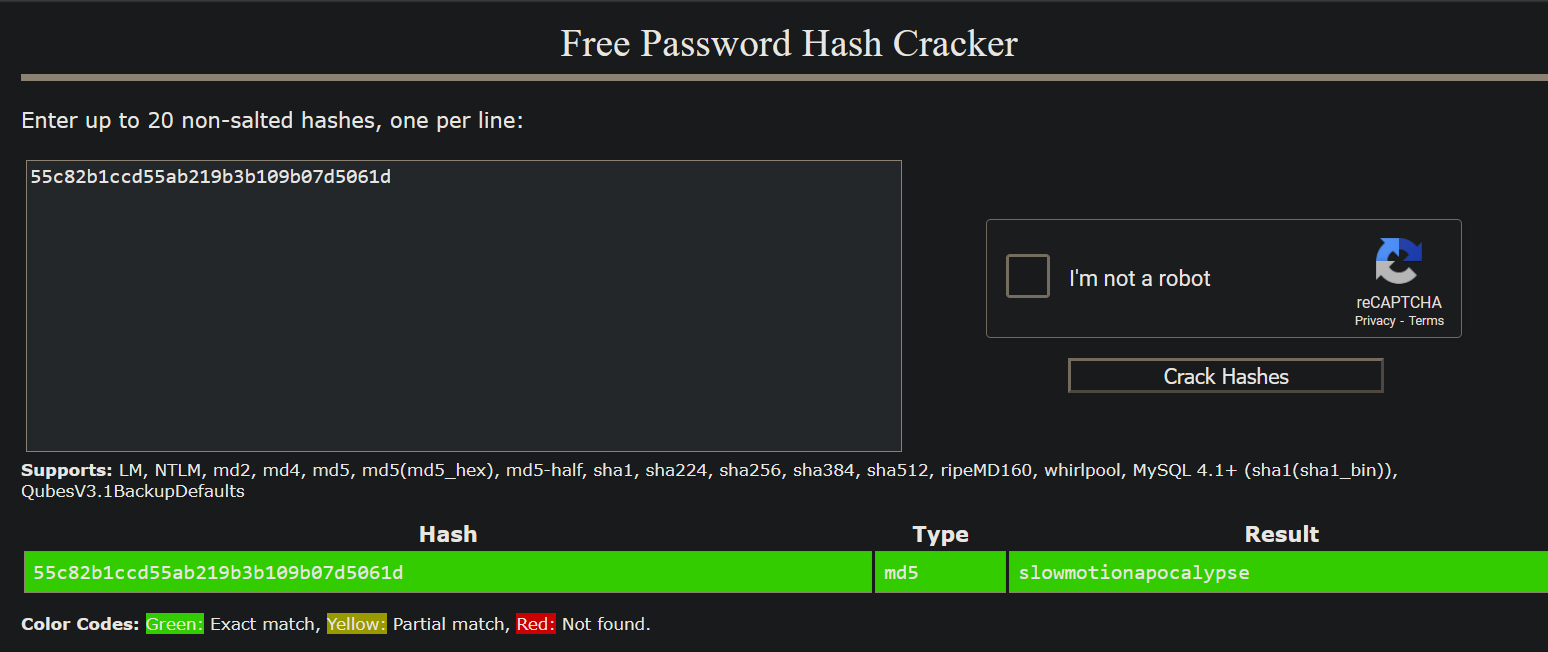 Free Password Hash Cracker
Enter up to 20 non-salted hashes, one per line:
55c82b1ccd55ab219b3b109b07d5061d
I'm not a robot
reCAPTCHA
Privacy - Terms
Crack Hashes
Supports: LM, NTLM, md2, md4, md5, md5(md5_hex), md5-half, sha1, sha224, sha256, sha384, sha512, ripeMD160, whirlpool, MySQL 4.1+ (sha1(sha1_bin)),
QubesV3.1BackupDefaults
Hash Type Result
55c82b1ccd55ab219b3b109b07d5061d md5 slowmotionapocalypse
Color Codes: Green: Exact match, Yellow: Partial match, Red: Not found.